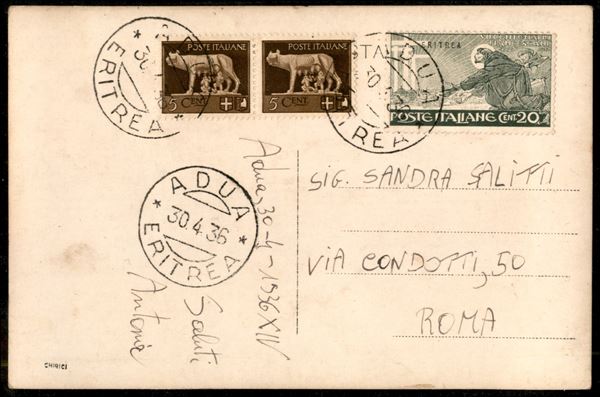 POSTE ITALIANE
5 CENT.
POSTE ITALIANE
5 CENT.
ERITREA
POSTE ITALIANE CENT. 20
ERITREA
ADUA
30.4.36
ERITREA
Adua, 30-4-1936 XIV
Saluti
Antonio
SIG. SANDRA SALITTI
VIA CONDOTTI, 50
ROMA
CHIRICI